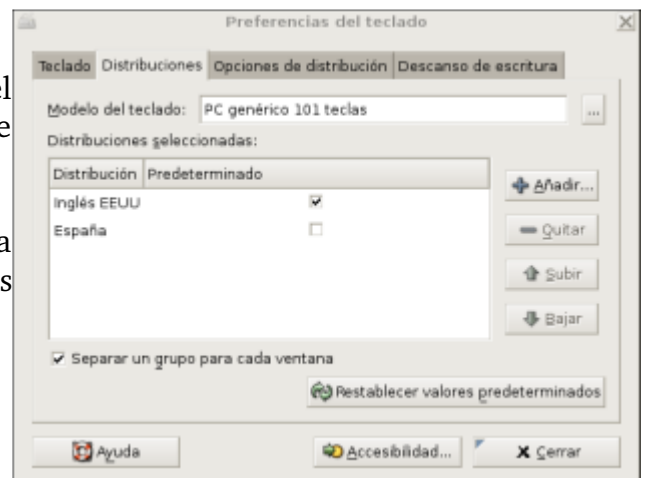 Preferencias del teclado
Teclado Distribuciones Opciones de distribución Descanso de escritura
el
Modelo del teclado: PC genérico 101 teclas ...
e
Distribuciones seleccionadas:
Distribución Predeterminado
Añadir...
Inglés EEUU
España
Quitar
a
s
Subir
Bajar
Separar un grupo para cada ventana
Restablecer valores predeterminados
Ayuda Accesibilidad... Cerrar